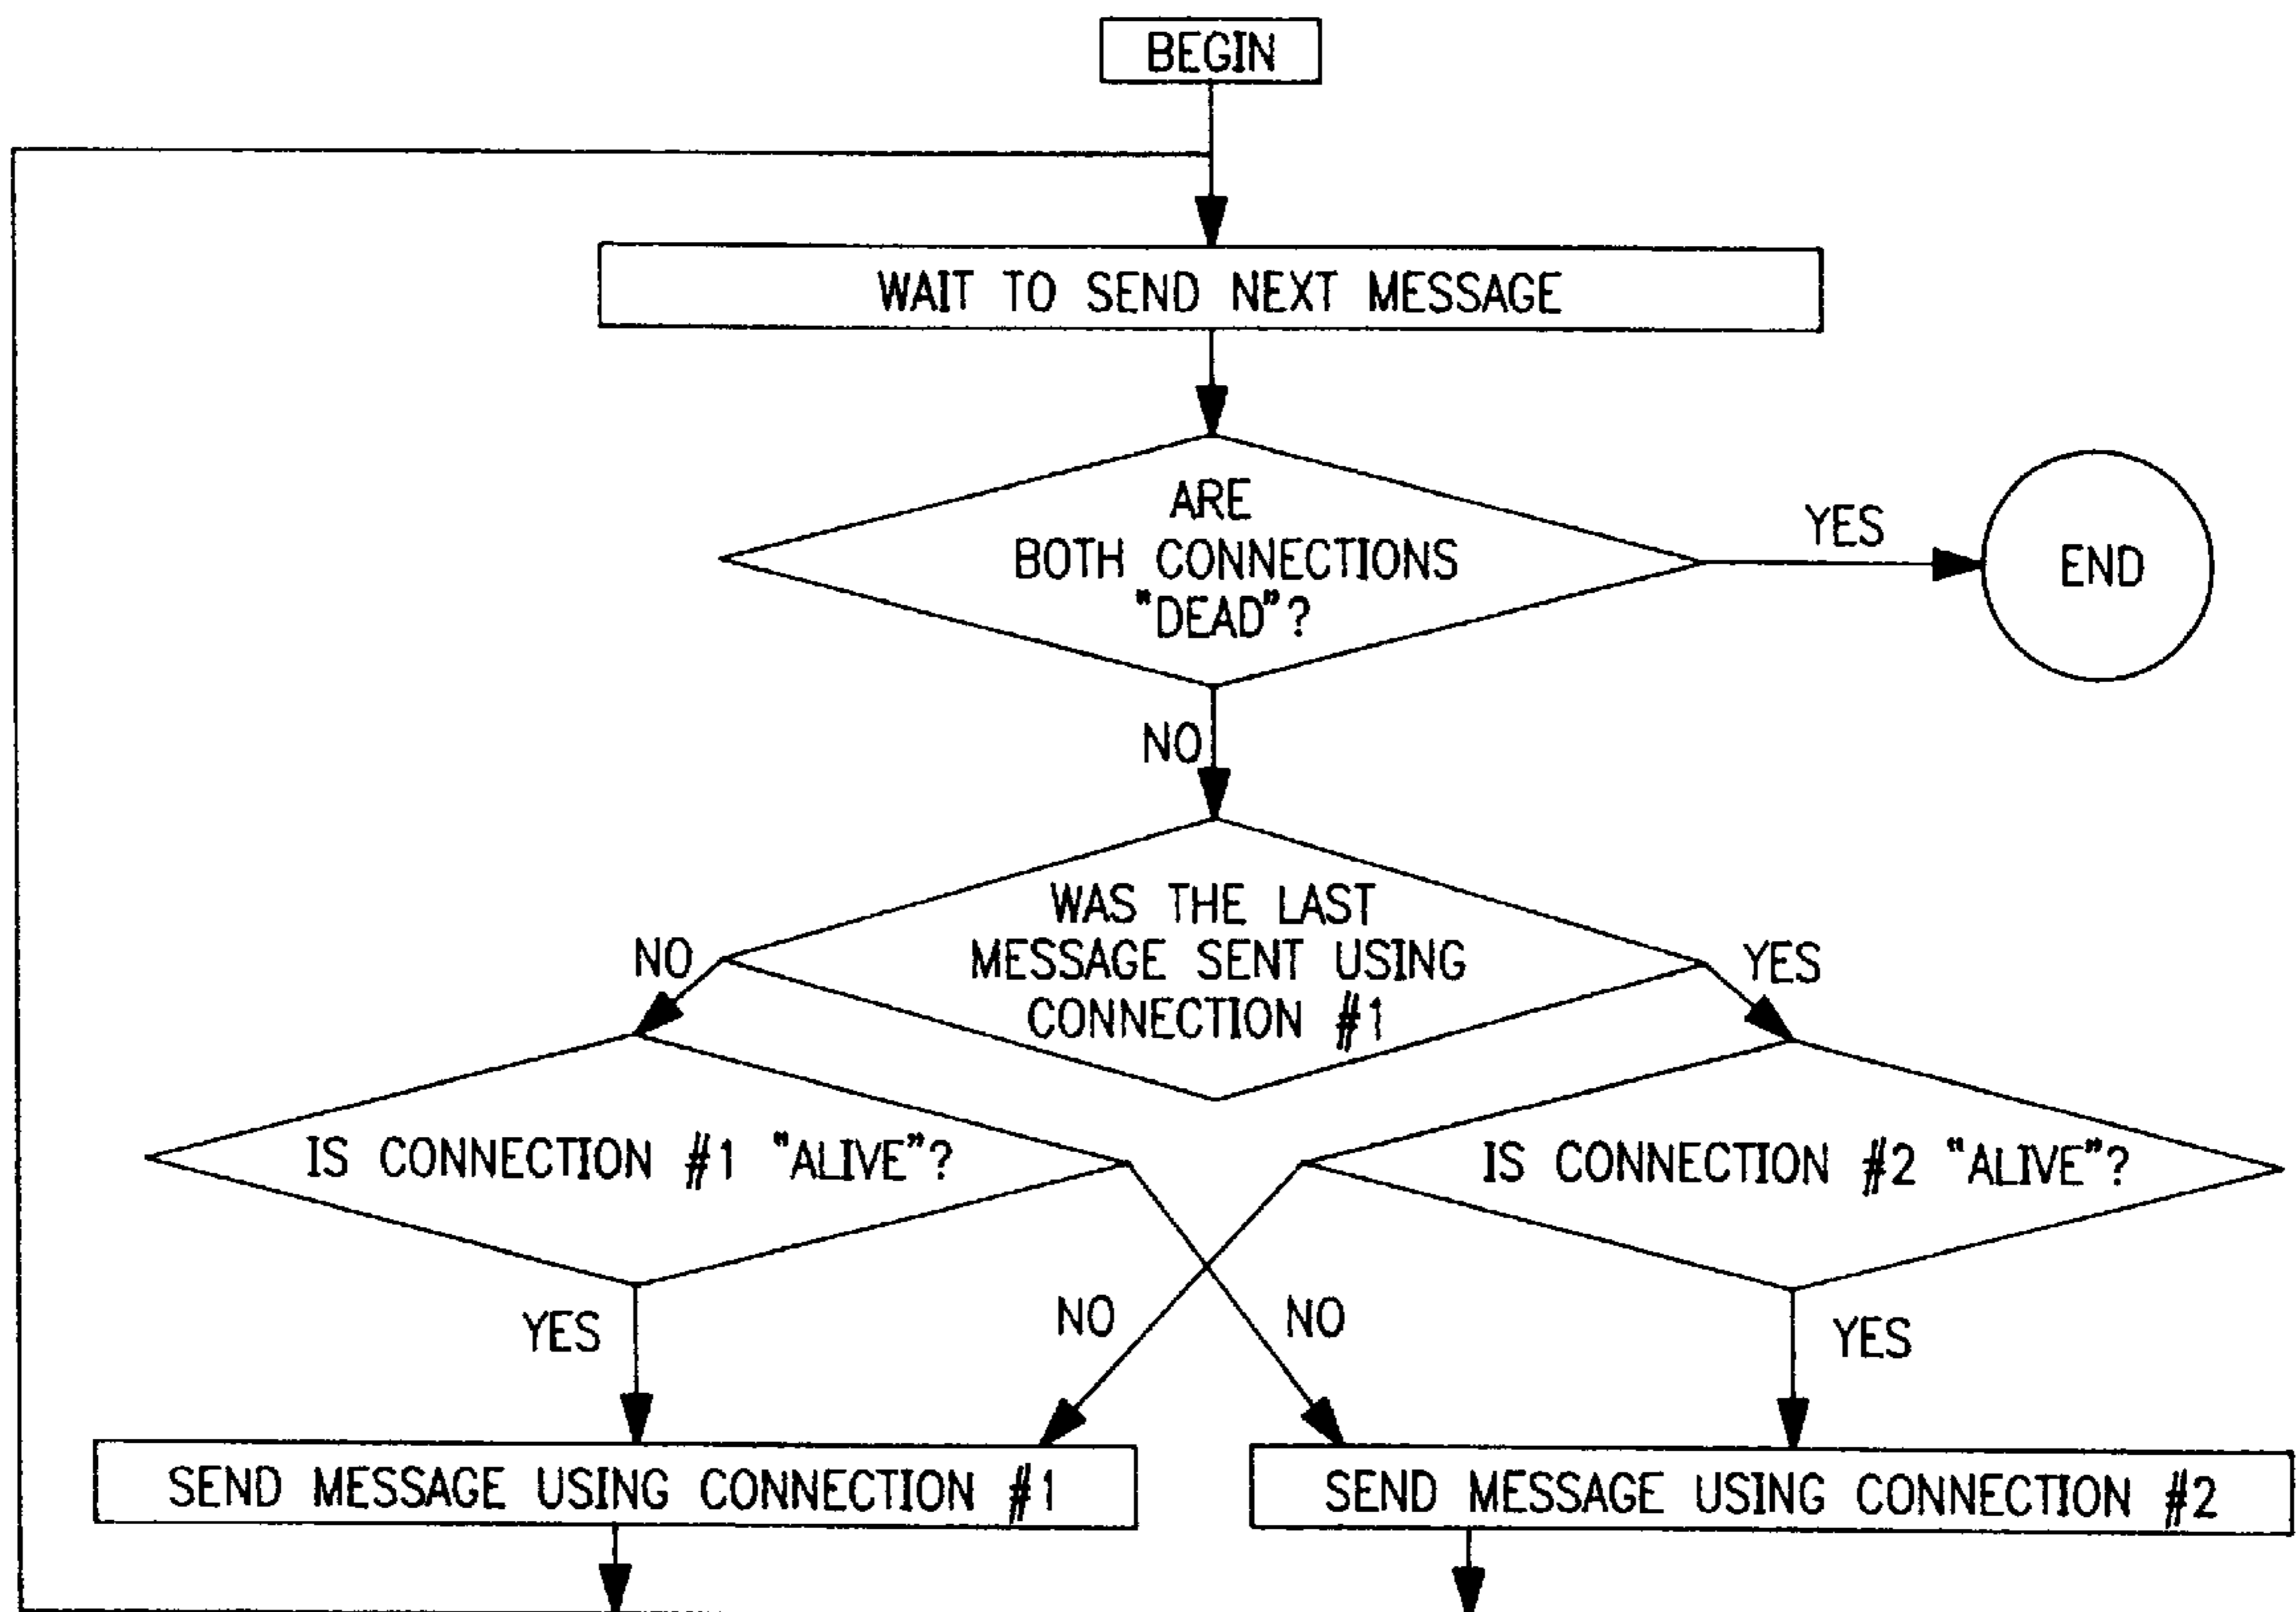 BEGIN
WAIT TO SEND NEXT MESSAGE
ARE
BOTH CONNECTIONS
"DEAD"?
YES
END
NO
WAS THE LAST
MESSAGE SENT USING
CONNECTION #1
NO
YES
IS CONNECTION #1 "ALIVE"?
IS CONNECTION #2 "ALIVE"?
YES
NO
NO
YES
SEND MESSAGE USING CONNECTION #1
SEND MESSAGE USING CONNECTION #2